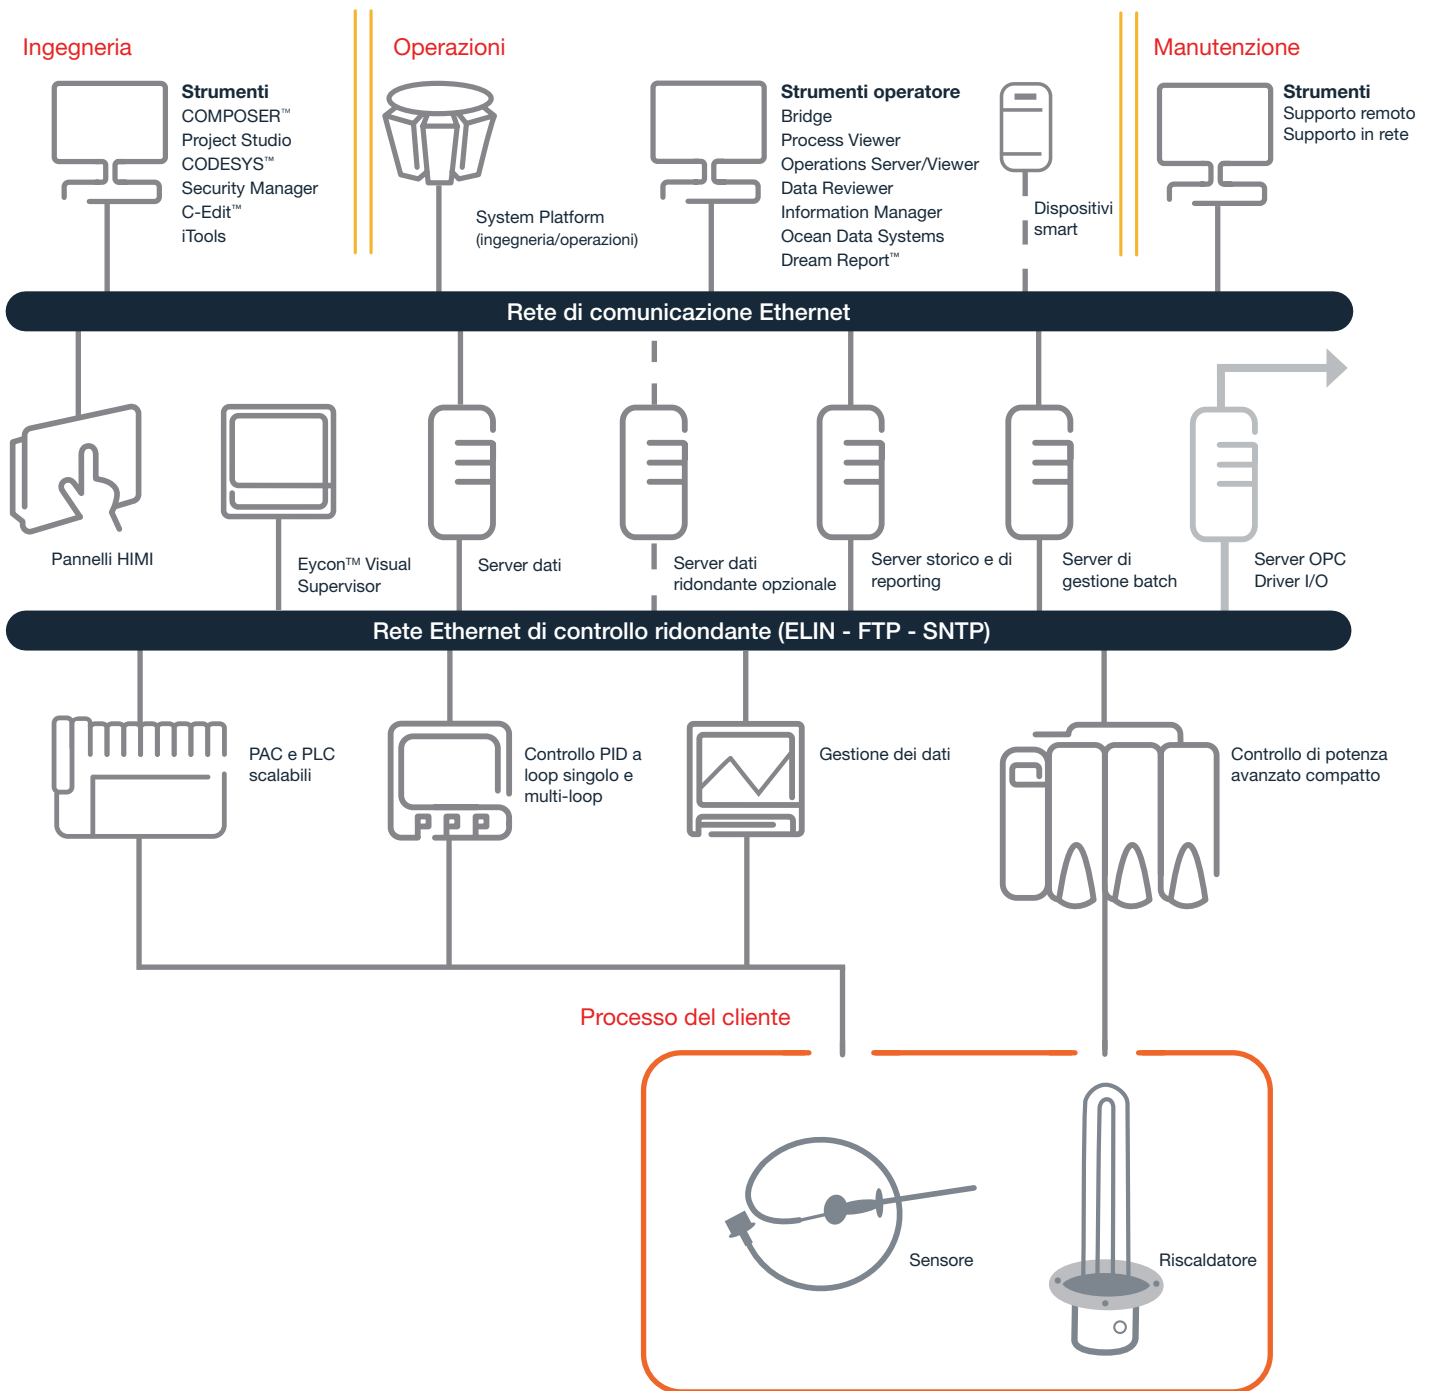 Ingegneria
Operazioni
Manutenzione
Strumenti
COMPOSER™
Project Studio
CODESYS™
Security Manager
C-Edit™
iTools
System Platform
(ingegneria/operazioni)
Strumenti operatore
Bridge
Process Viewer
Operations Server/Viewer
Data Reviewer
Information Manager
Ocean Data Systems
Dream Report™
Dispositivi
smart
Strumenti
Supporto remoto
Supporto in rete
Rete di comunicazione Ethernet
Pannelli HIMI
Eycon™ Visual
Supervisor
Server dati
Server dati
ridondante opzionale
Server storico e di
reporting
Server di
gestione batch
Server OPC
Driver I/O
Rete Ethernet di controllo ridondante (ELIN - FTP - SNTP)
PAC e PLC
scalabili
Controllo PID a
loop singolo e
multi-loop
Gestione dei dati
Controllo di potenza
avanzato compatto
Processo del cliente
Sensore
Riscaldatore